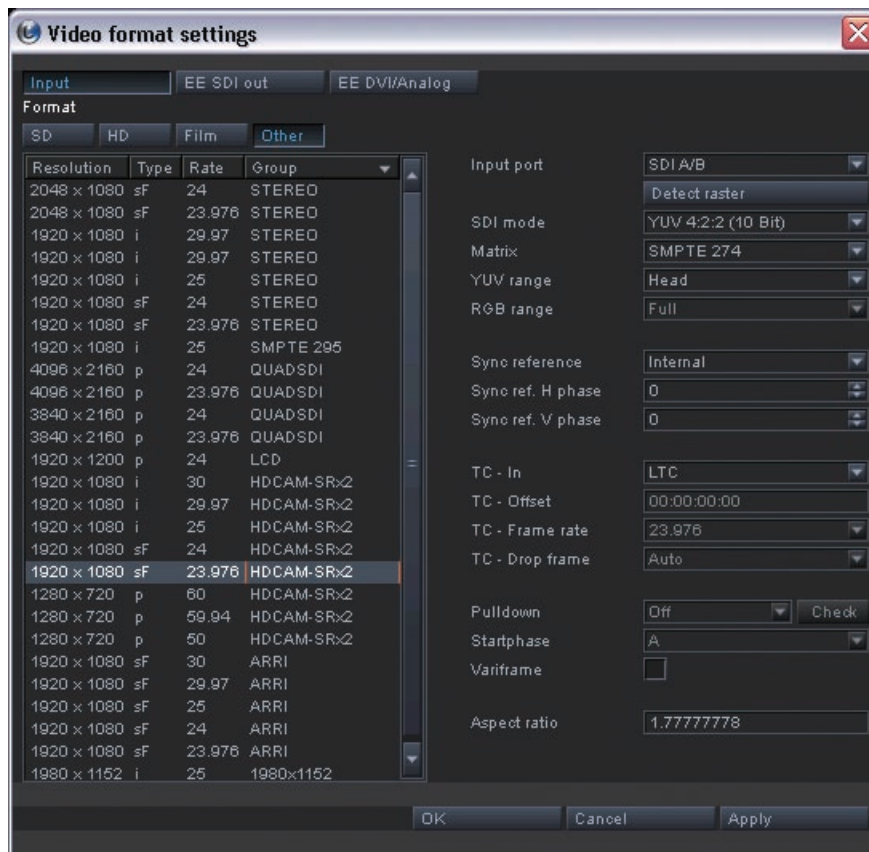 Video format settings
Input EE SDI out EE DVI/Analog
Format
SD HD Film Other
Resolution Type Rate Group
2048 x 1080 sF 24 STEREO
2048 x 1080 sF 23.976 STEREO
1920 x 1080 i 29.97 STEREO
1920 x 1080 i 29.97 STEREO
1920 x 1080 i 25 STEREO
1920 x 1080 sF 24 STEREO
1920 x 1080 sF 23.976 STEREO
1920 x 1080 i 25 SMPTE 295
4096 x 2160 p 24 QUADSDI
4096 x 2160 p 23.976 QUADSDI
3840 x 2160 p 24 QUADSDI
3840 x 2160 p 23.976 QUADSDI
1920 x 1200 p 24 LCD
1920 x 1080 i 30 HDCAM-SRx2
1920 x 1080 i 29.97 HDCAM-SRx2
1920 x 1080 i 25 HDCAM-SRx2
1920 x 1080 sF 24 HDCAM-SRx2
1920 x 1080 sF 23.976 HDCAM-SRx2
1280 x 720 p 60 HDCAM-SRx2
1280 x 720 p 59.94 HDCAM-SRx2
1280 x 720 p 50 HDCAM-SRx2
1920 x 1080 sF 30 ARRI
1920 x 1080 sF 29.97 ARRI
1920 x 1080 sF 25 ARRI
1920 x 1080 sF 24 ARRI
1920 x 1080 sF 23.976 ARRI
1980 x 1152 i 25 1980x1152
Input port SDI A/B
Detect raster
SDI mode YUV 4:2:2 (10 Bit)
Matrix SMPTE 274
YUV range Head
RGB range Full
Sync reference Internal
Sync ref. H phase 0
Sync ref. V phase 0
TC - In LTC
TC - Offset 00:00:00:00
TC - Frame rate 23.976
TC - Drop frame Auto
Pulldown Off Check
Startphase A
Variframe
Aspect ratio 1.77777778
OK Cancel Apply